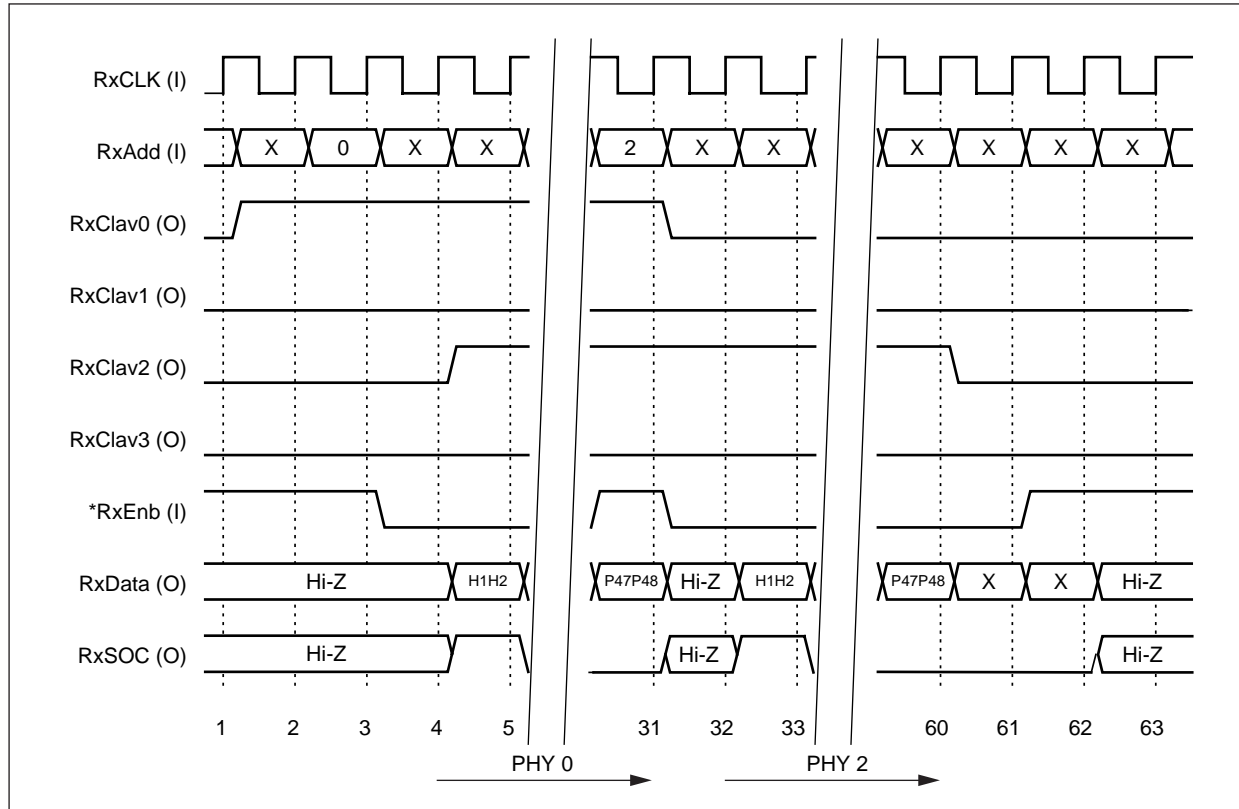 RxCLK (I)
RxAdd (I) X 0 X X 2 X X X X X X
RxClav0 (O)
RxClav1 (O)
RxClav2 (O)
RxClav3 (O)
*RxEnb (I)
RxData (O) Hi-Z H1H2 P47P48 Hi-Z H1H2 P47P48 X X Hi-Z
RxSOC (O) Hi-Z Hi-Z Hi-Z
1 2 3 4 5 31 32 33 60 61 62 63
PHY 0 PHY 2